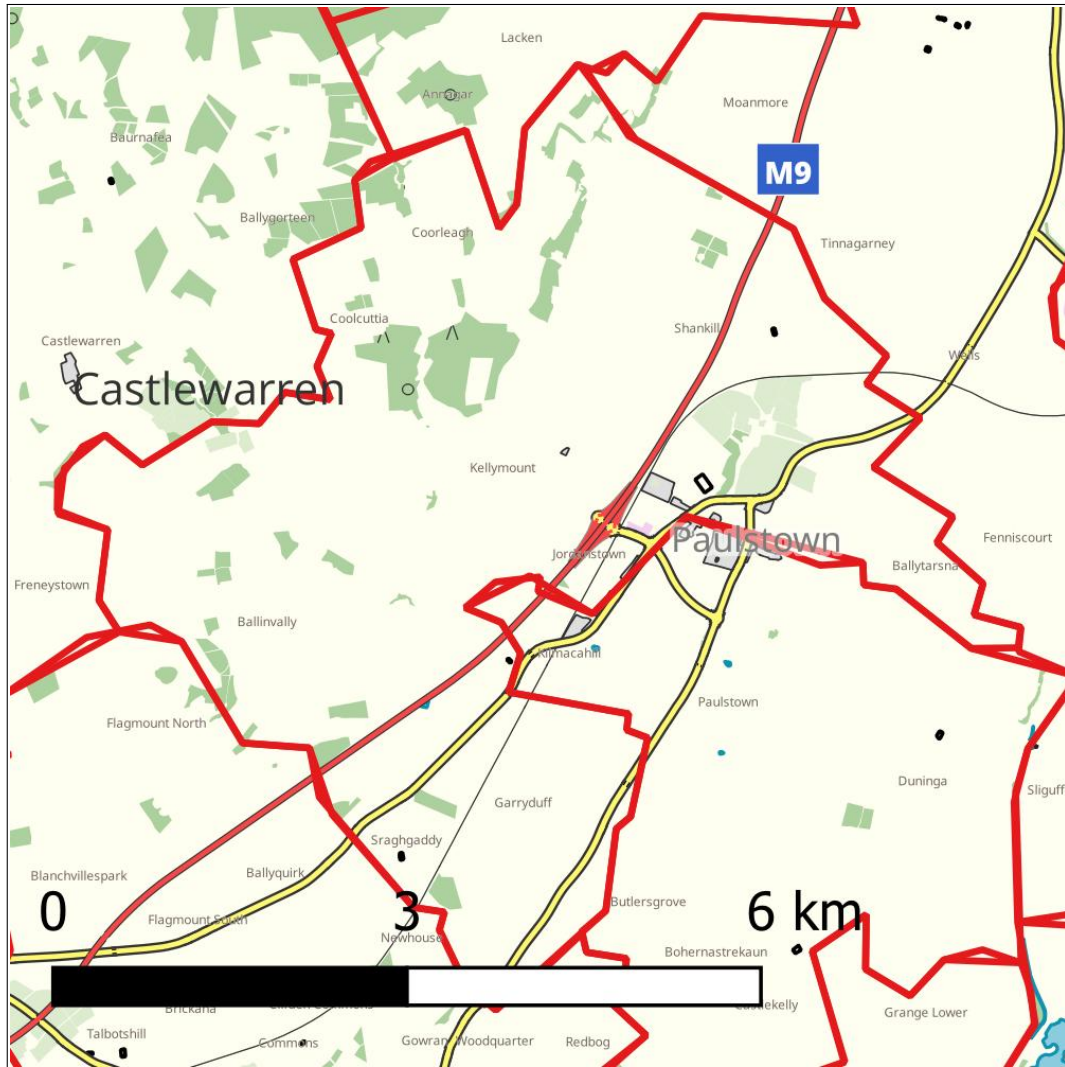 Lacken
Annagar
Moanmore
Baurnafea
M9
Ballygorteen
Coorleagh
Tinnagarney
Coolcuttia
Shankill
Castlewarren
Wells
Castlewarren
Kellymount
Paulstown
Fenniscourt
Jordanstown
Ballytarsna
Freneystown
Ballinvally
Kilmacahill
Paulstown
Flagmount North
Duninga
Sliguff
Garryduff
Sraghgaddy
Ballyquirk
Blanchvillespark
Butlersgrove
0 3 6 km
Flagmount South
Newhouse
Bohernastrekaun
Brickana
Castlekelly
Grange Lower
Talbotshill
Commons
Gowran
Woodquarter
Redbog